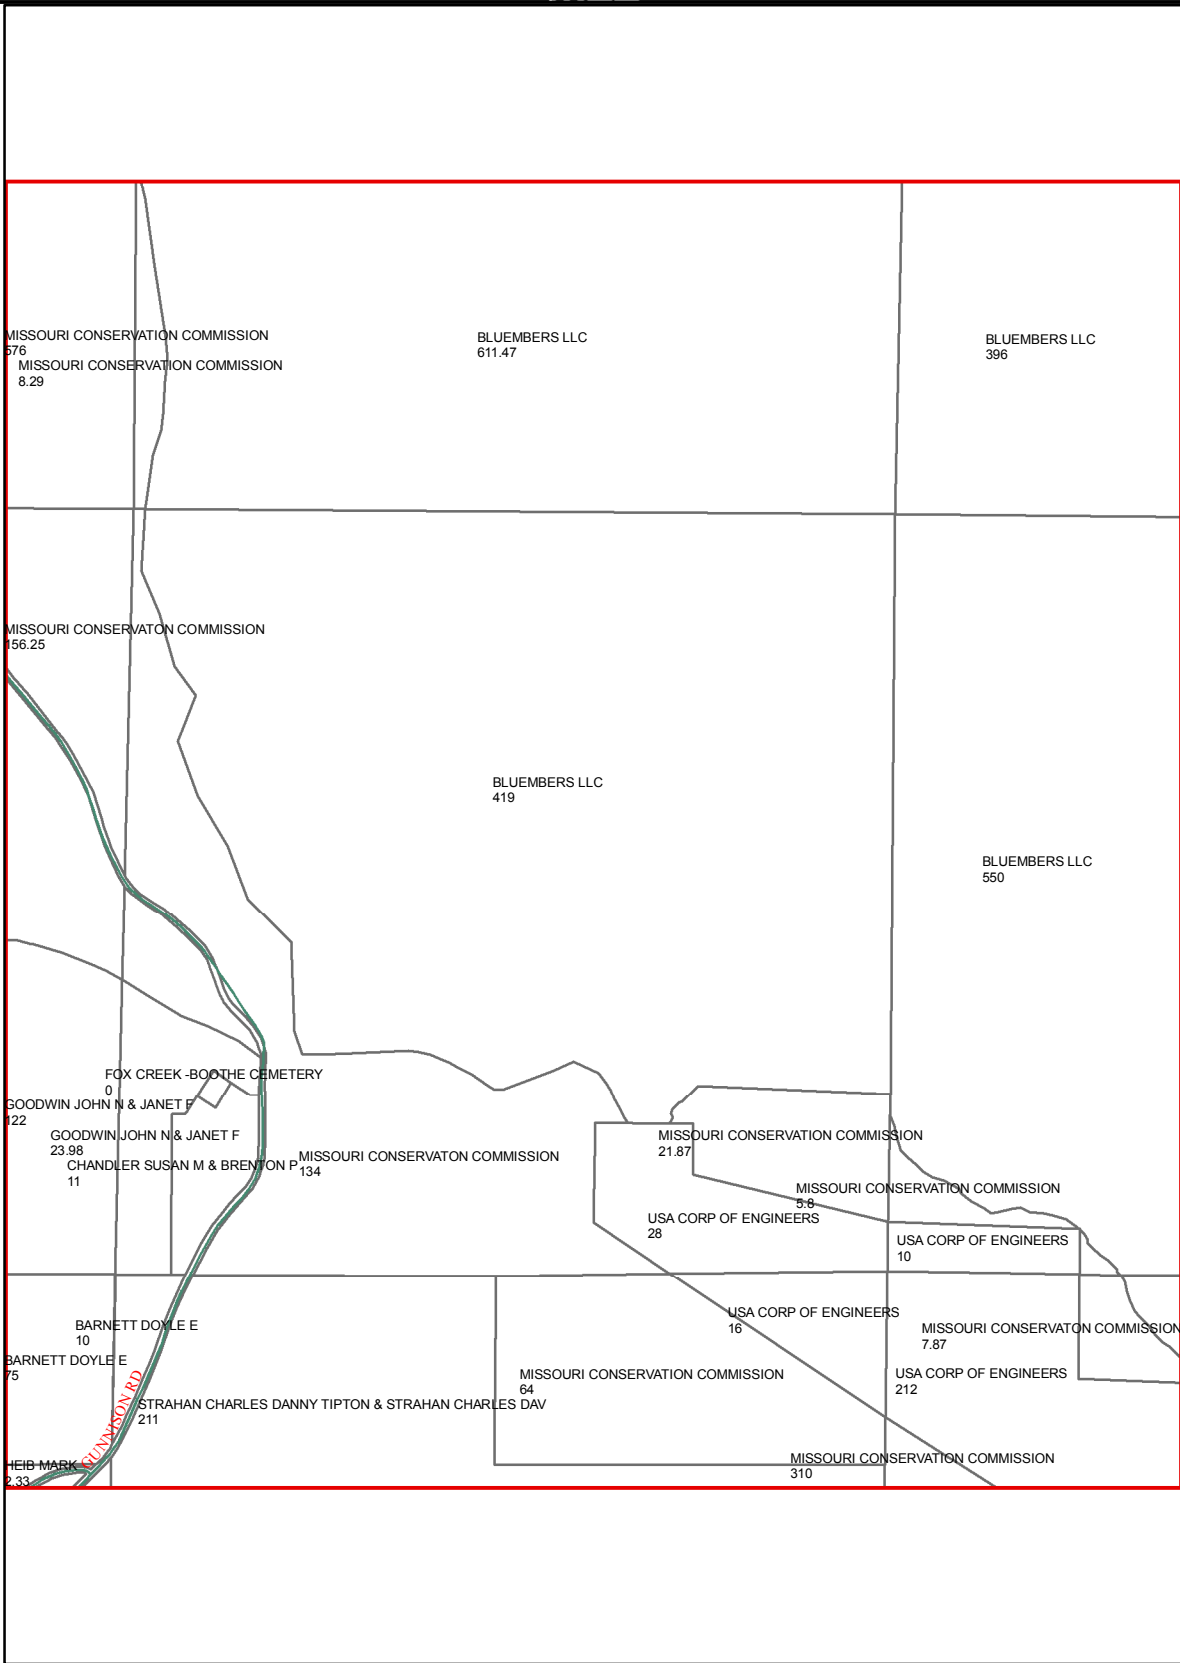 MISSOURI CONSERVATION COMMISSION
576
MISSOURI CONSERVATION COMMISSION
8.29
BLUEMBERS LLC
611.47
BLUEMBERS LLC
396
MISSOURI CONSERVATON COMMISSION
156.25
BLUEMBERS LLC
419
BLUEMBERS LLC
550
FOX CREEK -BOOTHE CEMETERY
0
GOODWIN JOHN N & JANET F
122
GOODWIN JOHN N & JANET F
23.98
CHANDLER SUSAN M & BRENTON P
11
MISSOURI CONSERVATON COMMISSION
134
MISSOURI CONSERVATION COMMISSION
21.87
MISSOURI CONSERVATION COMMISSION
5.8
USA CORP OF ENGINEERS
28
USA CORP OF ENGINEERS
10
USA CORP OF ENGINEERS
16
MISSOURI CONSERVATON COMMISSION
7.87
BARNETT DOYLE E
10
BARNETT DOYLE E
75
MISSOURI CONSERVATION COMMISSION
64
USA CORP OF ENGINEERS
212
GUNNISON RD
STRAHAN CHARLES DANNY TIPTON & STRAHAN CHARLES DAV
211
HEIB MARK
2.33
MISSOURI CONSERVATION COMMISSION
310